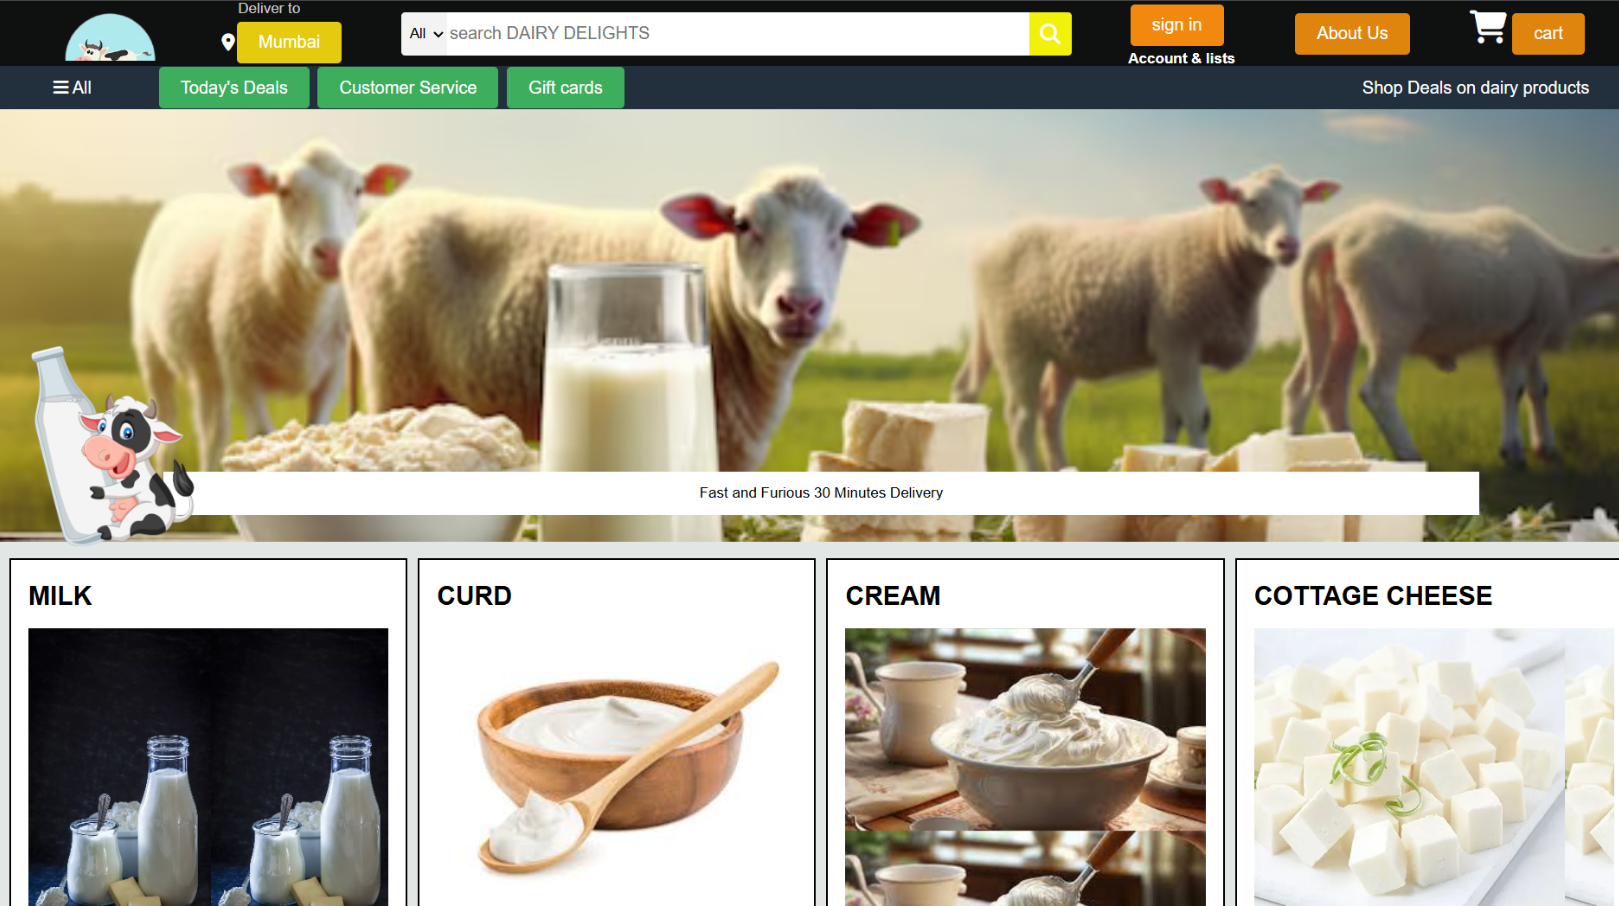 Deliver to
Mumbai
All
search DAIRY DELIGHTS
sign in
Account & lists
About Us
cart
All
Today's Deals
Customer Service
Gift cards
Shop Deals on dairy products
Fast and Furious 30 Minutes Delivery
MILK
CURD
CREAM
COTTAGE CHEESE